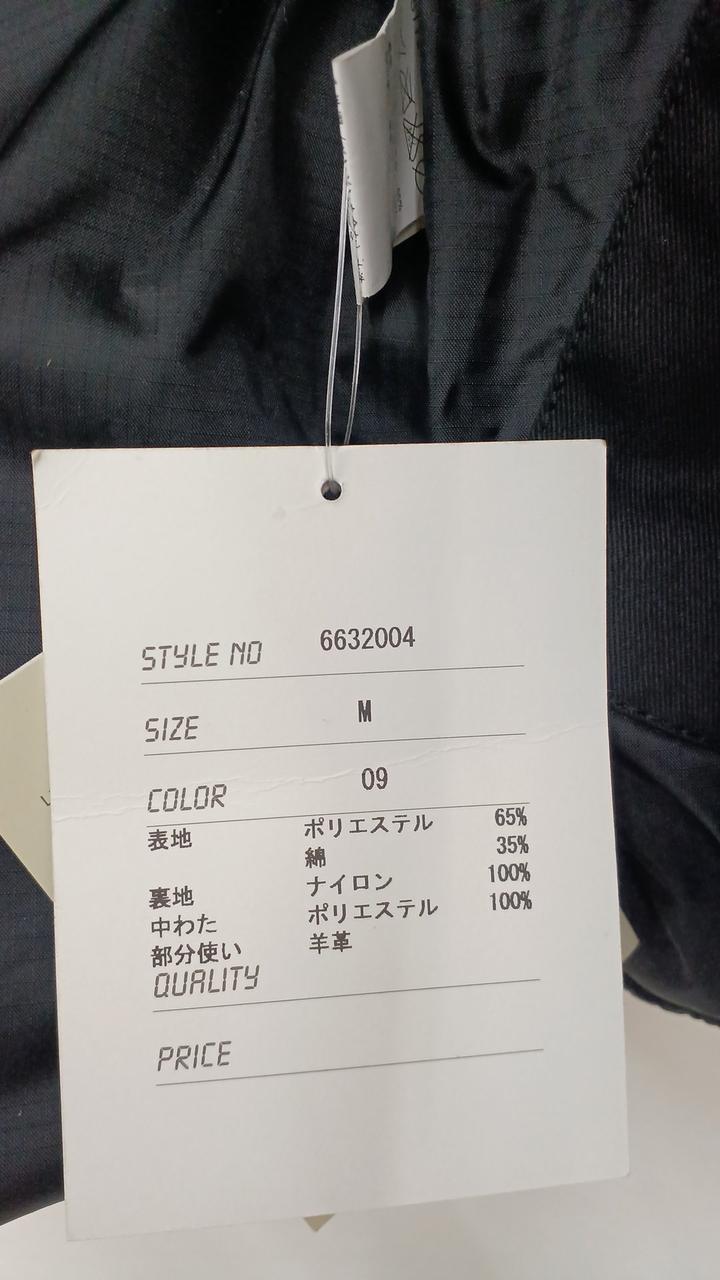 STYLE NO 6632004
SIZE M
COLOR 09
表地 ポリエステル 65%
綿 35%
裏地 ナイロン 100%
中わた ポリエステル 100%
部分使い 羊革
QUALITY
PRICE